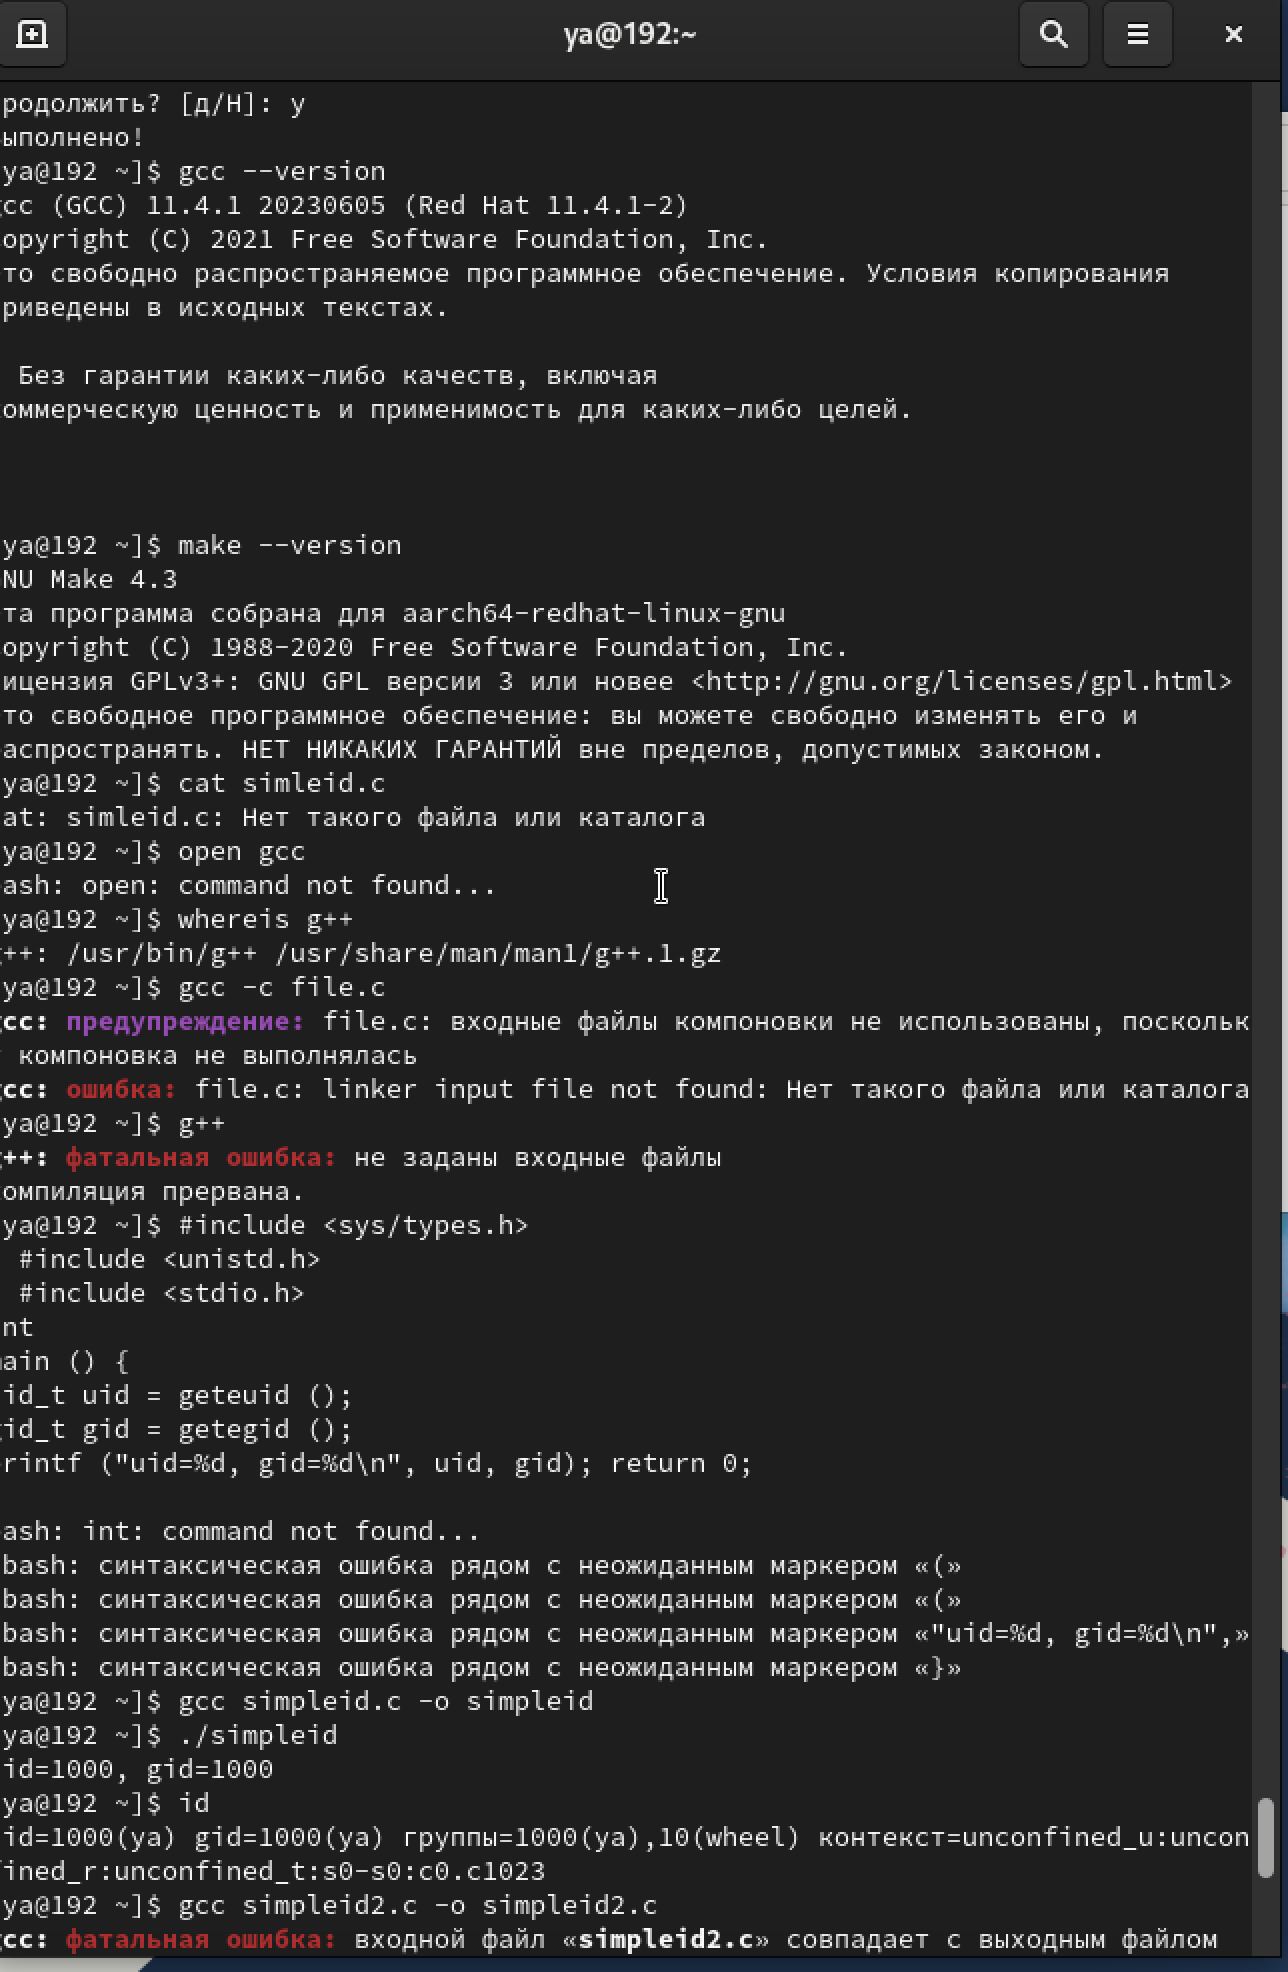 ya@192:~
родолжить? [д/Н]: y
ыполнено!
ya@192 ~]$ gcc --version
gcc (GCC) 11.4.1 20230605 (Red Hat 11.4.1-2)
opyright (C) 2021 Free Software Foundation, Inc.
то свободно распространяемое программное обеспечение. Условия копирования
риведены в исходных текстах.
Без гарантии каких-либо качеств, включая
коммерческую ценность и применимость для каких-либо целей.
ya@192 ~]$ make --version
NU Make 4.3
та программа собрана для aarch64-redhat-linux-gnu
opyright (C) 1988-2020 Free Software Foundation, Inc.
ицензия GPLv3+: GNU GPL версии 3 или новее <http://gnu.org/licenses/gpl.html>
то свободное программное обеспечение: вы можете свободно изменять его и
аспространять. НЕТ НИКАКИХ ГАРАНТИЙ вне пределов, допустимых законом.
ya@192 ~]$ cat simleid.c
at: simleid.c: Нет такого файла или каталога
ya@192 ~]$ open gcc
ash: open: command not found...
ya@192 ~]$ whereis g++
g++: /usr/bin/g++ /usr/share/man/man1/g++.1.gz
ya@192 ~]$ gcc -c file.c
gcc: предупреждение: file.c: входные файлы компоновки не использованы, поскольк
компоновка не выполнялась
gcc: ошибка: file.c: linker input file not found: Нет такого файла или каталога
ya@192 ~]$ g++
g++: фатальная ошибка: не заданы входные файлы
компиляция прервана.
ya@192 ~]$ #include <sys/types.h>
#include <unistd.h>
#include <stdio.h>
nt
main () {
id_t uid = geteuid ();
gid_t gid = getegid ();
rintf ("uid=%d, gid=%d\n", uid, gid); return 0;
ash: int: command not found...
bash: синтаксическая ошибка рядом с неожиданным маркером «(»
bash: синтаксическая ошибка рядом с неожиданным маркером «(»
bash: синтаксическая ошибка рядом с неожиданным маркером «"uid=%d, gid=%d\n",»
bash: синтаксическая ошибка рядом с неожиданным маркером «}»
ya@192 ~]$ gcc simpleid.c -o simpleid
ya@192 ~]$ ./simpleid
id=1000, gid=1000
ya@192 ~]$ id
id=1000(ya) gid=1000(ya) группы=1000(ya),10(wheel) контекст=unconfined_u:uncon
fined_r:unconfined_t:s0-s0:c0.c1023
ya@192 ~]$ gcc simpleid2.c -o simpleid2.c
gcc: фатальная ошибка: входной файл «simpleid2.c» совпадает с выходным файлом